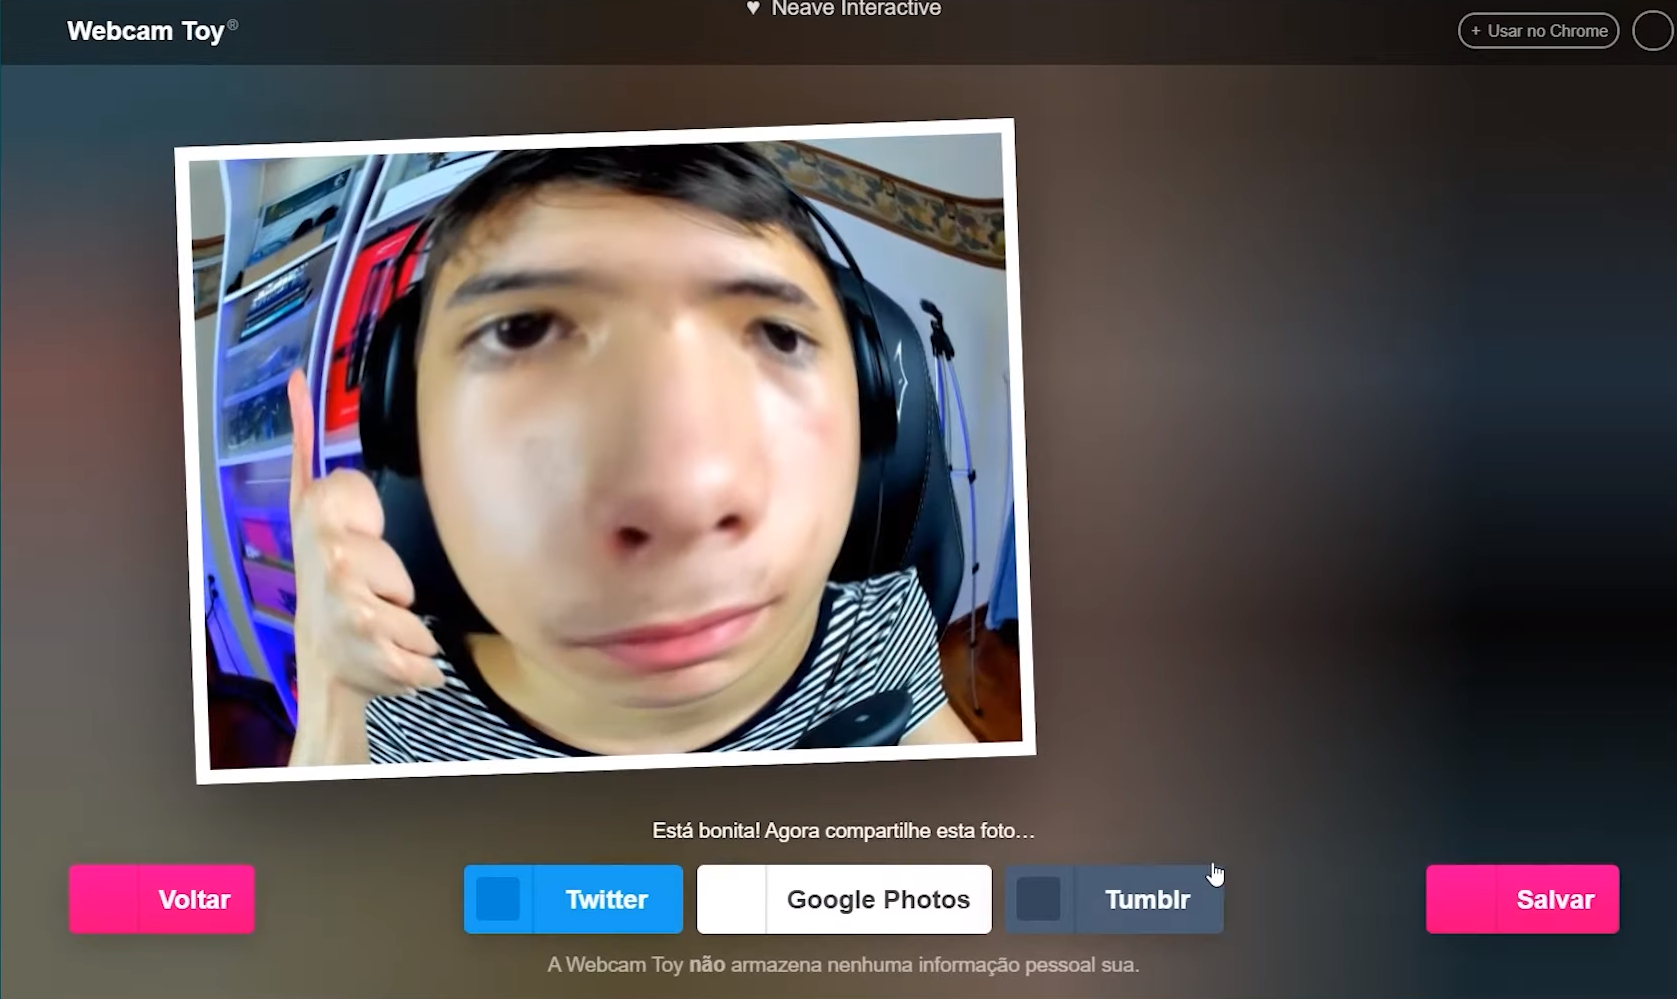 ♥ Neave Interactive
Webcam Toy®
+ Usar no Chrome
Está bonita! Agora compartilhe esta foto...
Voltar
Twitter
Google Photos
Tumblr
Salvar
A Webcam Toy não armazena nenhuma informação pessoal sua.